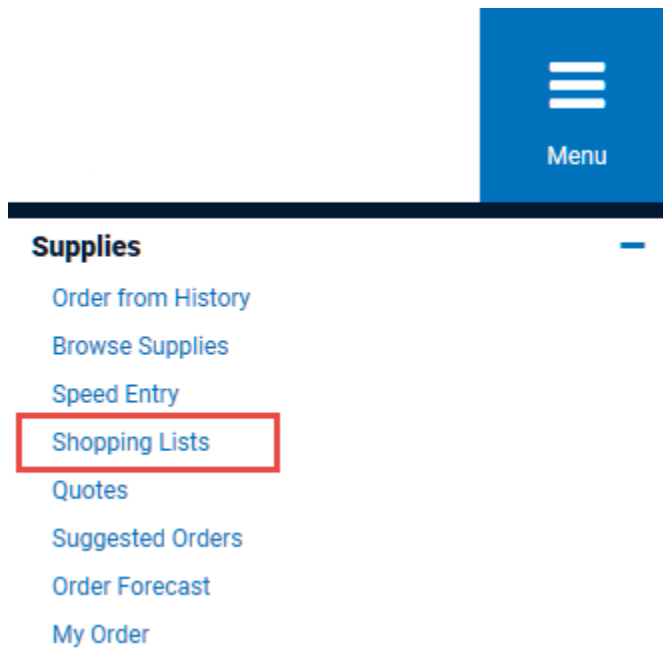 Menu
Supplies
Order from History
Browse Supplies
Speed Entry
Shopping Lists
Quotes
Suggested Orders
Order Forecast
My Order